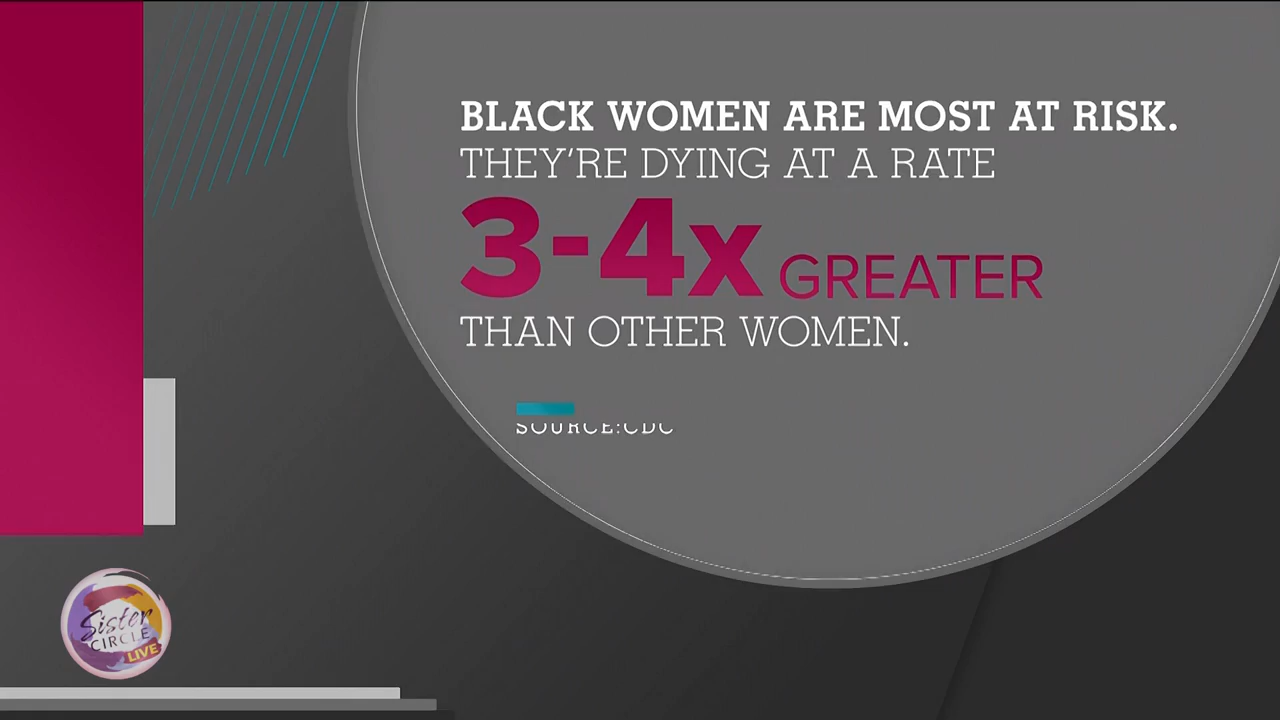 BLACK WOMEN ARE MOST AT RISK.
THEY'RE DYING AT A RATE
3-4x GREATER
THAN OTHER WOMEN.
SOURCE:CDC
Sister
CIRCLE
LIVE